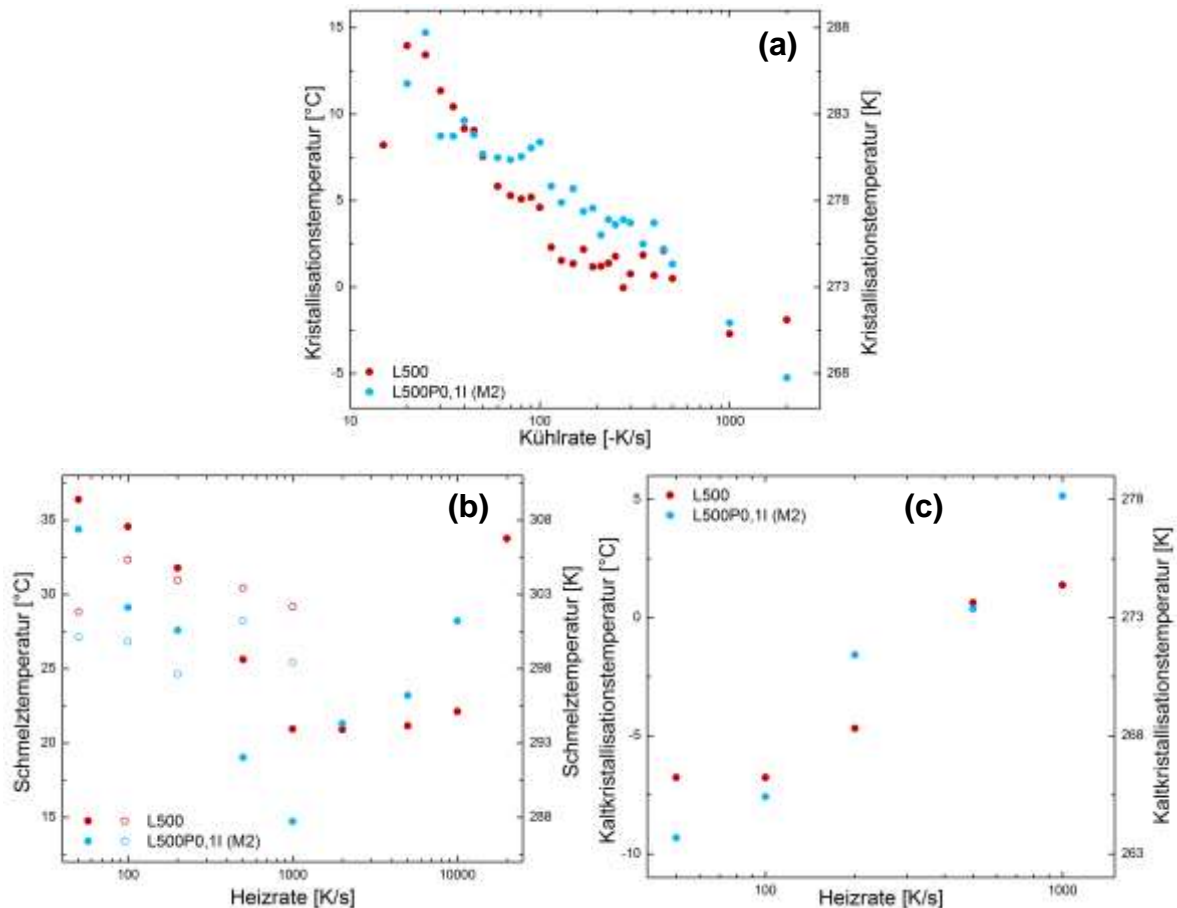 (a)
Kristallisationstemperatur [°C]
15
10
5
0
-5
288
283
278
273
268
Kristallisationstemperatur [K]
L500
L500P0,1I (M2)
10
100
1000
Kühlrate [-K/s]
(b)
Schmelztemperatur [°C]
35
30
25
20
15
308
303
298
293
288
Schmelztemperatur [K]
L500
L500P0,1I (M2)
100
1000
10000
Heizrate [K/s]
(c)
Kaltkristallisationstemperatur [°C]
5
0
-5
-10
278
273
268
263
Kaltkristallisationstemperatur [K]
L500
L500P0,1I (M2)
100
1000
Heizrate [K/s]